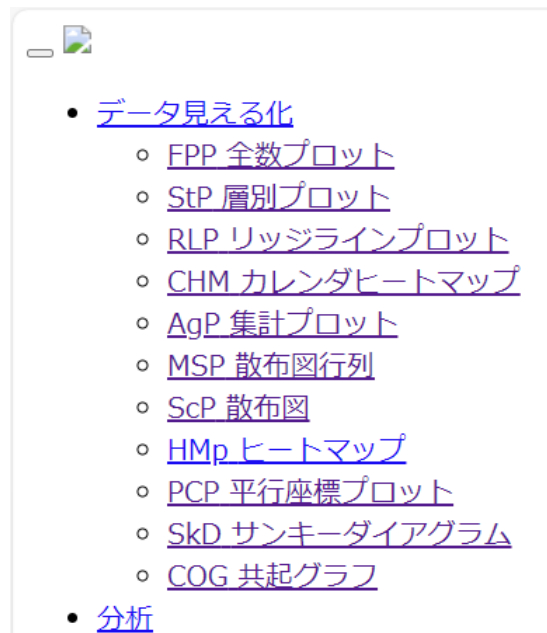 データ見える化
FPP 全数プロット
StP 層別プロット
RLP リッジラインプロット
CHM カレンダヒートマップ
AgP 集計プロット
MSP 散布図行列
ScP 散布図
HMp ヒートマップ
PCP 平行座標プロット
SkD サンキーダイアグラム
COG 共起グラフ
分析